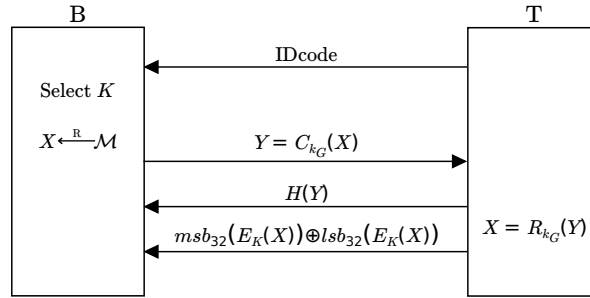 B
T
IDcode
Select K
X ←R— ℳ
Y = C_{k_G}(X)
H(Y)
msb_{32}(E_K(X))⊕lsb_{32}(E_K(X))
X = R_{k_G}(Y)